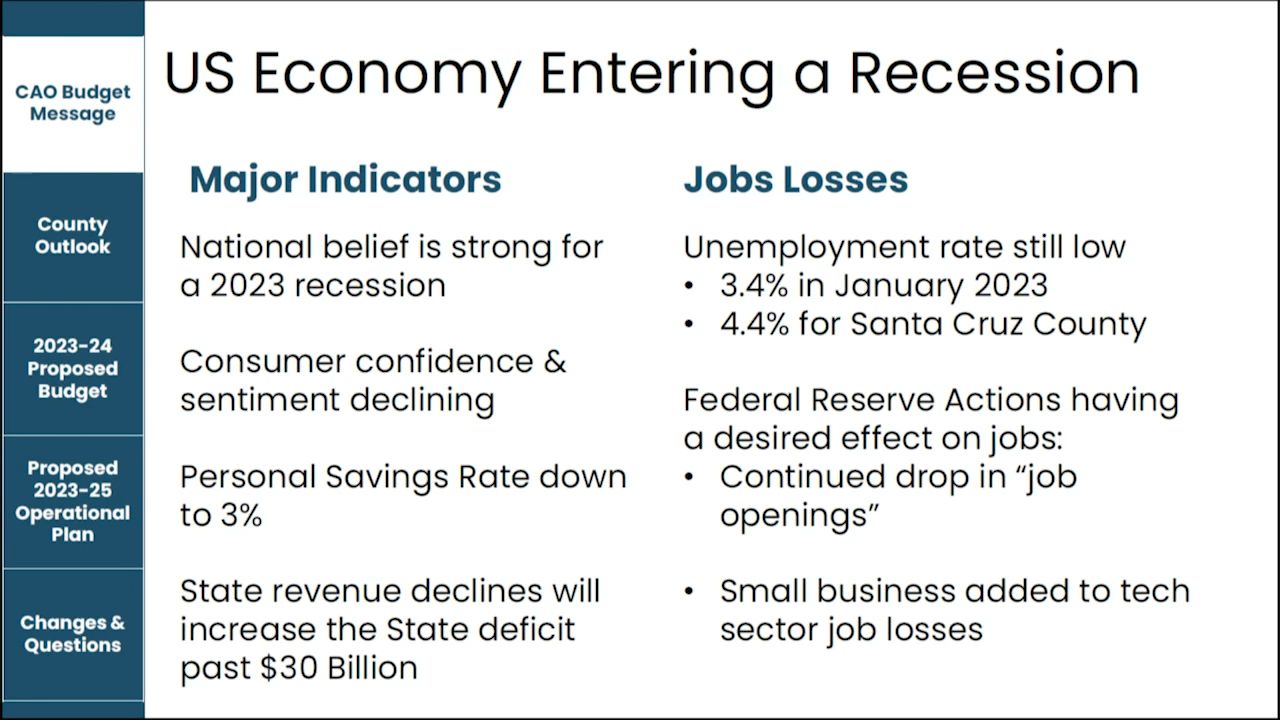 CAO Budget
Message
County
Outlook
2023-24
Proposed
Budget
Proposed
2023-25
Operational
Plan
Changes &
Questions
US Economy Entering a Recession
Major Indicators
National belief is strong for
a 2023 recession
Consumer confidence &
sentiment declining
Personal Savings Rate down
to 3%
State revenue declines will
increase the State deficit
past $30 Billion
Jobs Losses
Unemployment rate still low
• 3.4% in January 2023
• 4.4% for Santa Cruz County
Federal Reserve Actions having
a desired effect on jobs:
• Continued drop in “job
openings”
• Small business added to tech
sector job losses